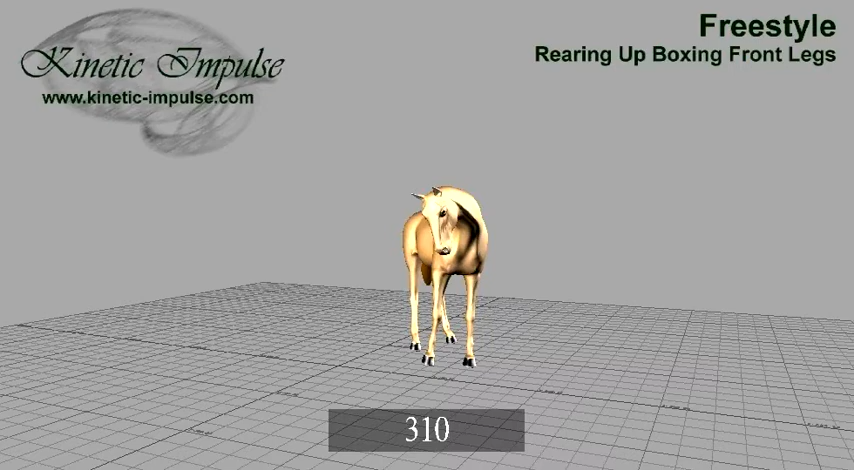 Kinetic Impulse
www.kinetic-impulse.com
Freestyle
Rearing Up Boxing Front Legs
310